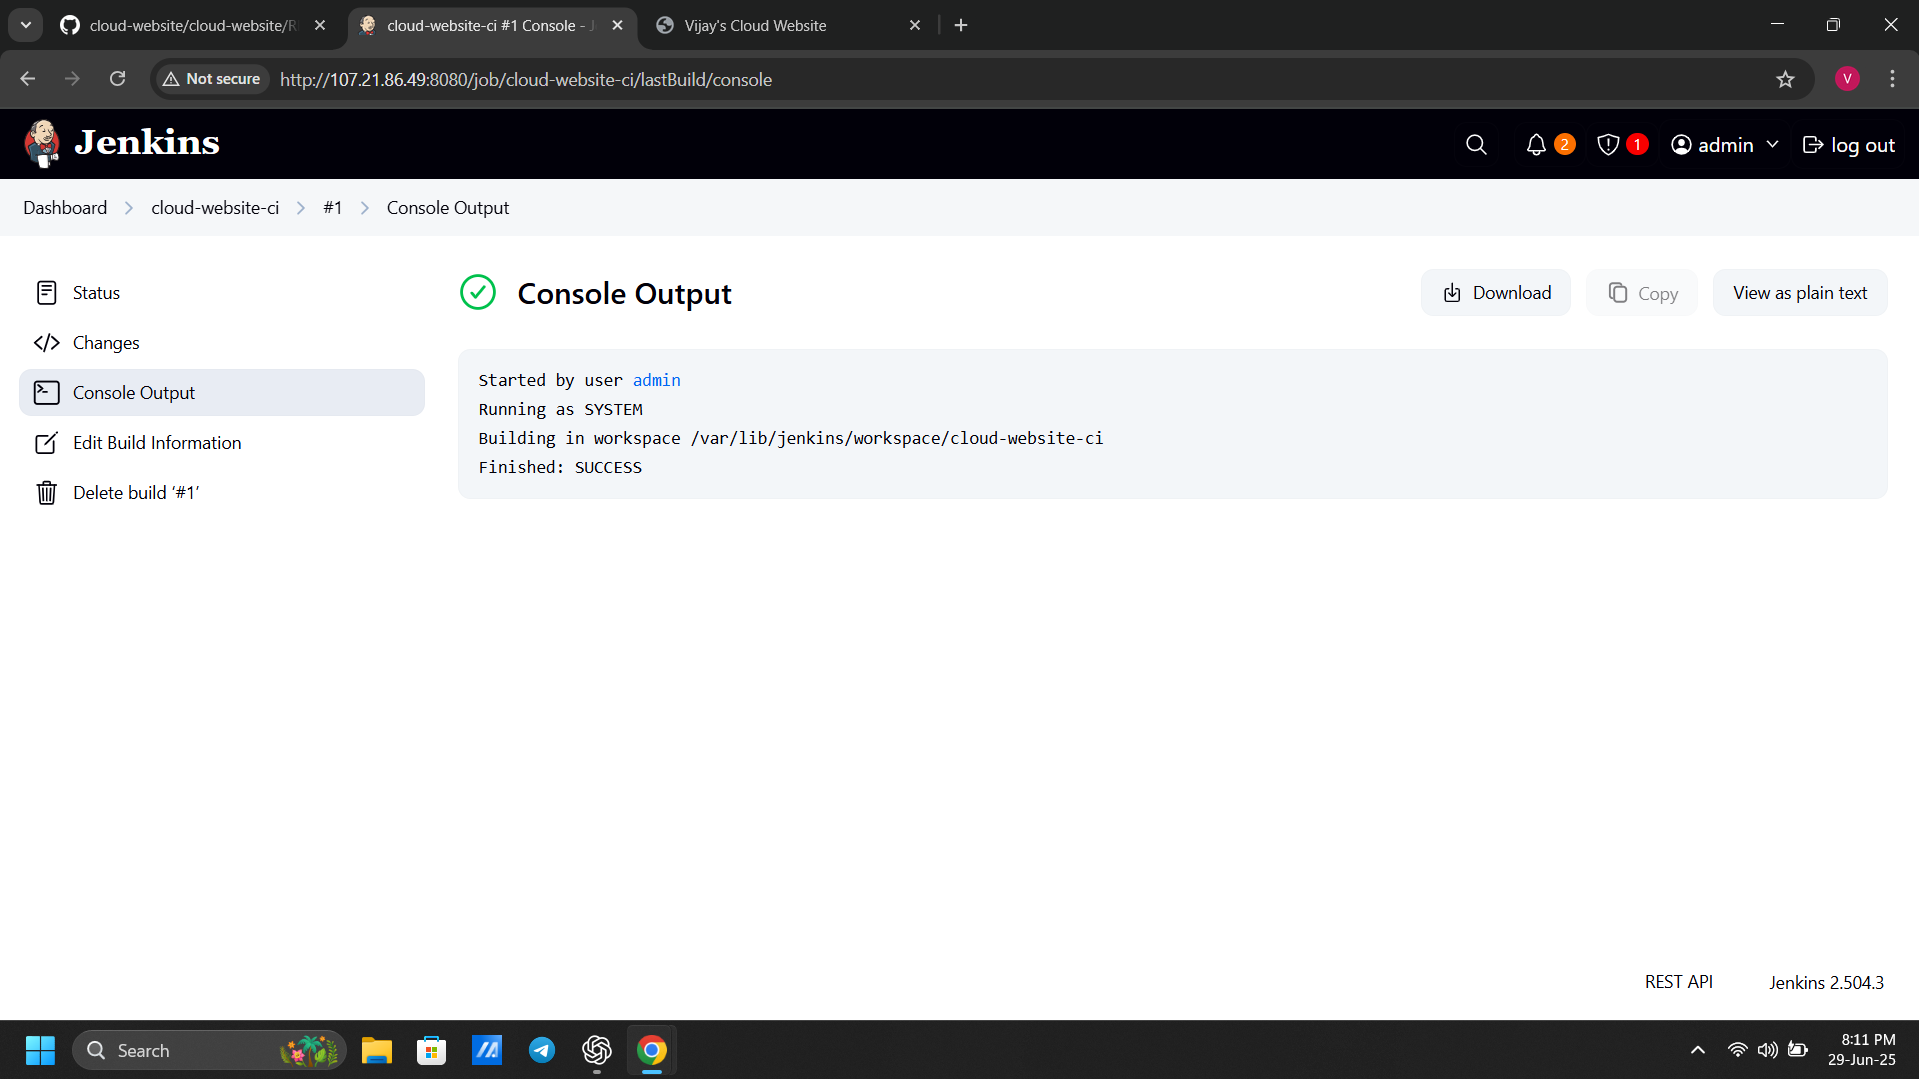 cloud-website/cloud-website/R
cloud-website-ci #1 Console - J
Vijay's Cloud Website
Not secure
http://107.21.86.49:8080/job/cloud-website-ci/lastBuild/console
V
Jenkins
2
1
admin
log out
Dashboard
cloud-website-ci
#1
Console Output
Status
Changes
Console Output
Edit Build Information
Delete build ‘#1’
Console Output
Download
Copy
View as plain text
Started by user admin
Running as SYSTEM
Building in workspace /var/lib/jenkins/workspace/cloud-website-ci
Finished: SUCCESS
REST API
Jenkins 2.504.3
Search
8:11 PM
29-Jun-25